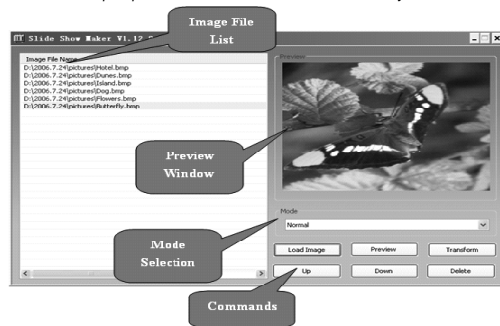 Image File
List
Slide Show Maker V1.12
Image File Name
D:\2006.7.24\pictures\Hotel.bmp
D:\2006.7.24\pictures\Dunes.bmp
D:\2006.7.24\pictures\Island.bmp
D:\2006.7.24\pictures\Dog.bmp
D:\2006.7.24\pictures\Flowers.bmp
D:\2006.7.24\pictures\Butterfly.bmp
Preview
Preview
Window
Mode
Normal
Mode
Selection
Load Image Preview Transform
Up Down Delete
Commands